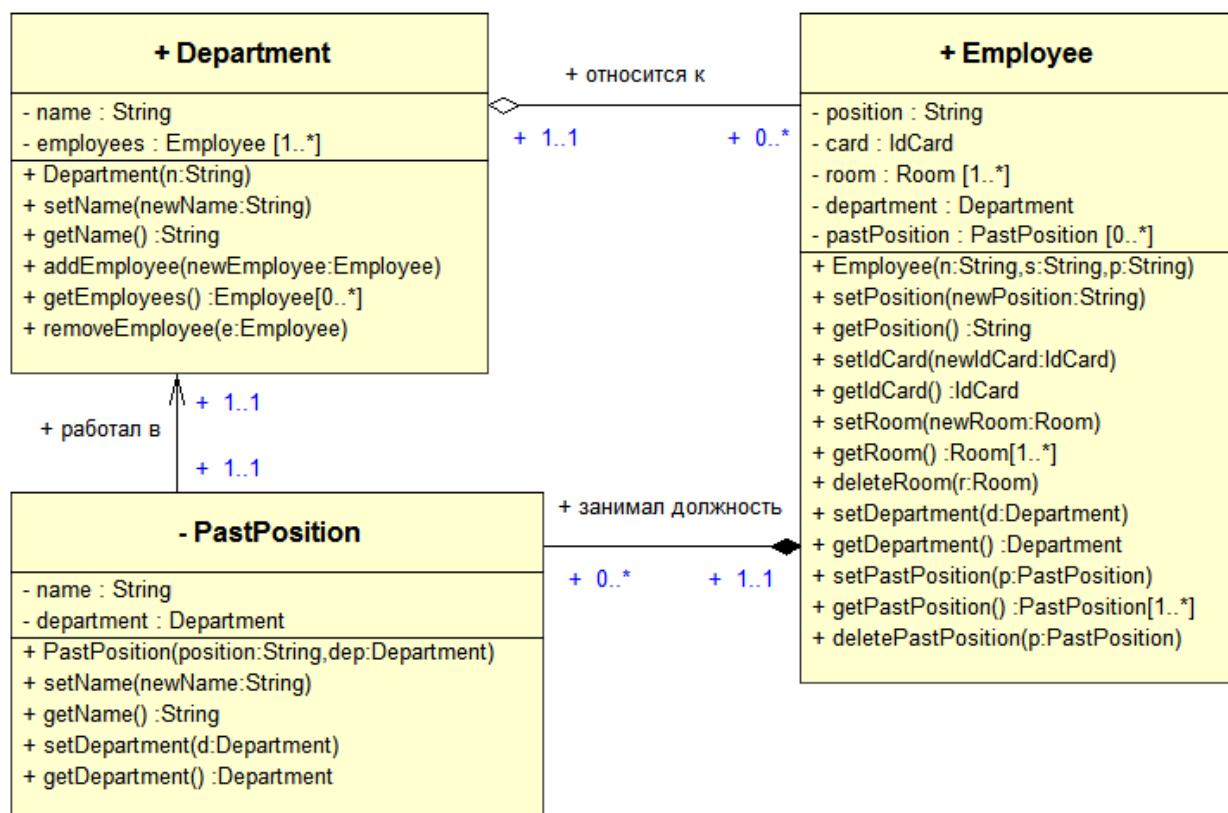 + Department
- name : String
- employees : Employee [1..*]
+ Department(n:String)
+ setName(newName:String)
+ getName() :String
+ addEmployee(newEmployee:Employee)
+ getEmployees() :Employee[0..*]
+ removeEmployee(e:Employee)
+ относится к
+ 1..1
+ 0..*
+ Employee
- position : String
- card : IdCard
- room : Room [1..*]
- department : Department
- pastPosition : PastPosition [0..*]
+ Employee(n:String,s:String,p:String)
+ setPosition(newPosition:String)
+ getPosition() :String
+ setIdCard(newIdCard:IdCard)
+ getIdCard() :IdCard
+ setRoom(newRoom:Room)
+ getRoom() :Room[1..*]
+ deleteRoom(r:Room)
+ setDepartment(d:Department)
+ getDepartment() :Department
+ setPastPosition(p:PastPosition)
+ getPastPosition() :PastPosition[1..*]
+ deletePastPosition(p:PastPosition)
+ 1..1
+ работал в
+ 1..1
+ занимал должность
+ 0..*
+ 1..1
- PastPosition
- name : String
- department : Department
+ PastPosition(position:String,dep:Department)
+ setName(newName:String)
+ getName() :String
+ setDepartment(d:Department)
+ getDepartment() :Department